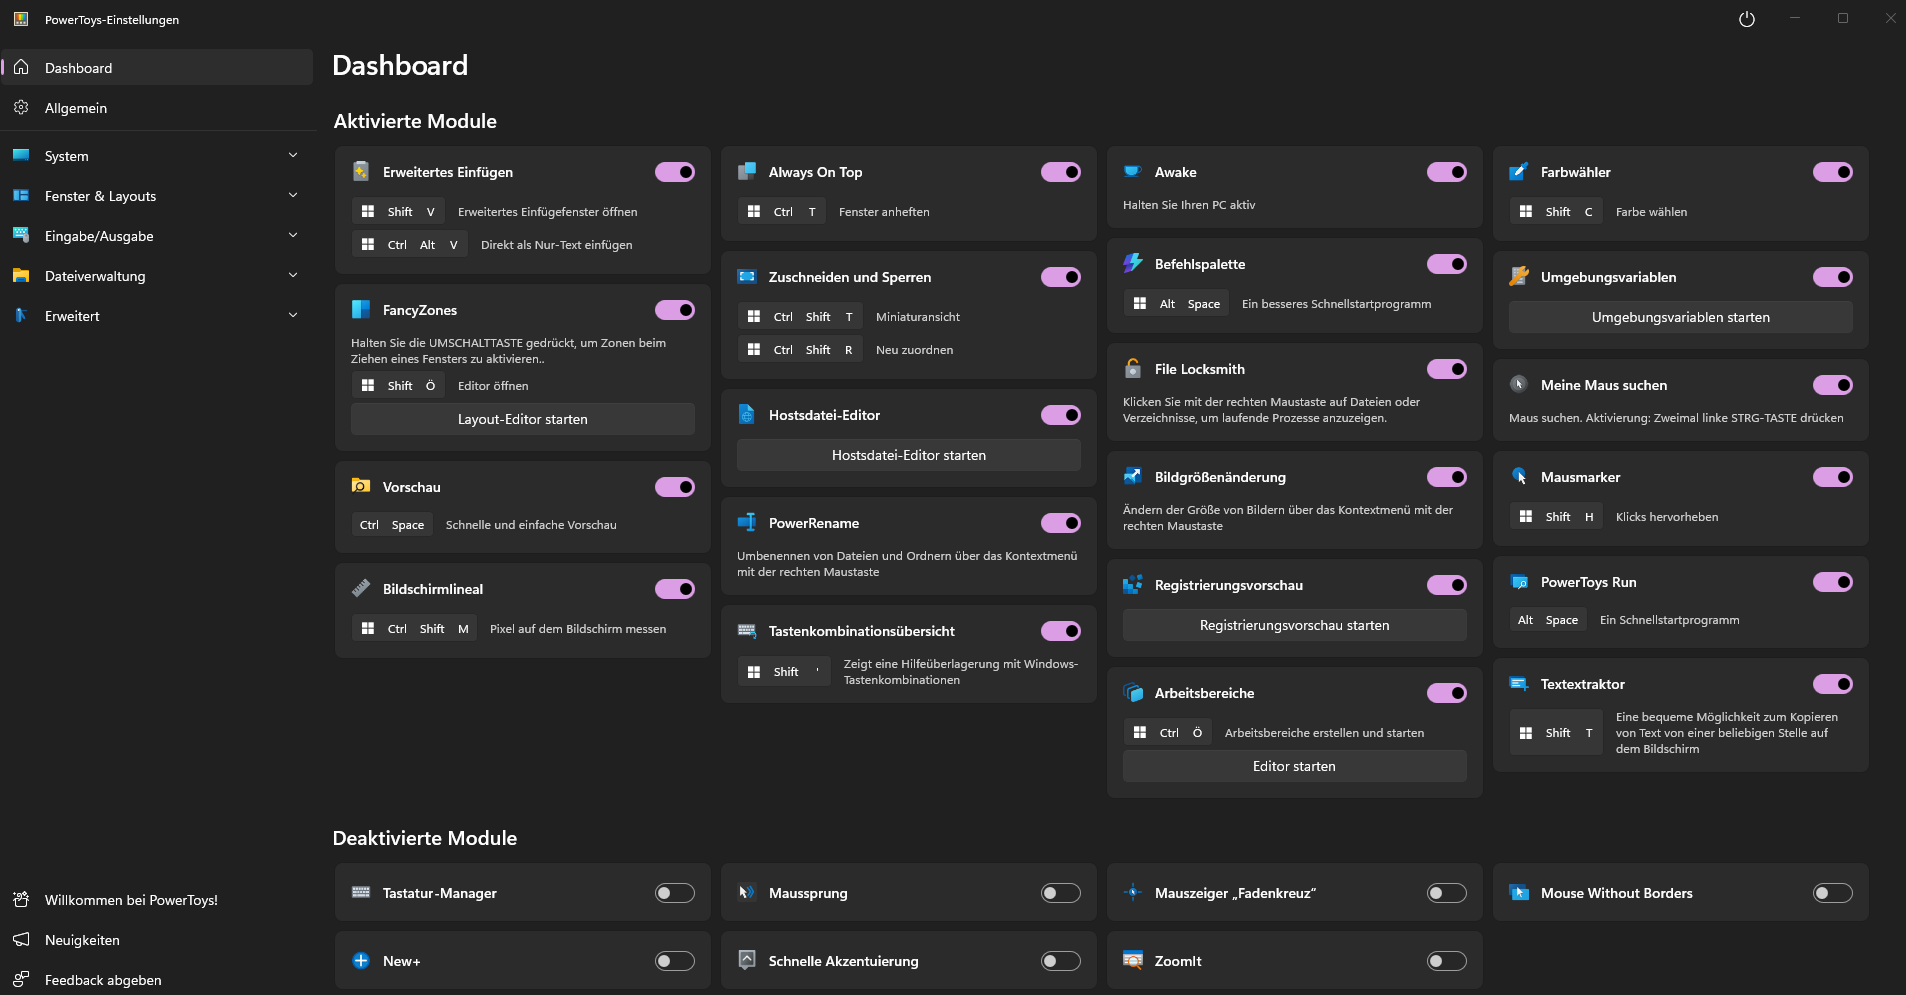 PowerToys-Einstellungen
Dashboard
Allgemein
System
Fenster & Layouts
Eingabe/Ausgabe
Dateiverwaltung
Erweitert
Willkommen bei PowerToys!
Neuigkeiten
Feedback abgeben
Dashboard
Aktivierte Module
Erweitertes Einfügen
Shift V Erweitertes Einfügefenster öffnen
Ctrl Alt V Direkt als Nur-Text einfügen
FancyZones
Halten Sie die UMSCHALTTASTE gedrückt, um Zonen beim
Ziehen eines Fensters zu aktivieren..
Shift Ö Editor öffnen
Layout-Editor starten
Vorschau
Ctrl Space Schnelle und einfache Vorschau
Bildschirmlineal
Ctrl Shift M Pixel auf dem Bildschirm messen
Always On Top
Ctrl T Fenster anheften
Zuschneiden und Sperren
Ctrl Shift T Miniaturansicht
Ctrl Shift R Neu zuordnen
Hostsdatei-Editor
Hostsdatei-Editor starten
PowerRename
Umbenennen von Dateien und Ordnern über das Kontextmenü
mit der rechten Maustaste
Tastenkombinationsübersicht
Shift ' Zeigt eine Hilfeüberlagerung mit Windows-
Tastenkombinationen
Awake
Halten Sie Ihren PC aktiv
Befehlspalette
Alt Space Ein besseres Schnellstartprogramm
File Locksmith
Klicken Sie mit der rechten Maustaste auf Dateien oder
Verzeichnisse, um laufende Prozesse anzuzeigen.
Bildgrößenänderung
Ändern der Größe von Bildern über das Kontextmenü mit der
rechten Maustaste
Registrierungsvorschau
Registrierungsvorschau starten
Arbeitsbereiche
Ctrl Ö Arbeitsbereiche erstellen und starten
Editor starten
Farbwähler
Shift C Farbe wählen
Umgebungsvariablen
Umgebungsvariablen starten
Meine Maus suchen
Maus suchen. Aktivierung: Zweimal linke STRG-TASTE drücken
Mausmarker
Shift H Klicks hervorheben
PowerToys Run
Alt Space Ein Schnellstartprogramm
Textextraktor
Shift T Eine bequeme Möglichkeit zum Kopieren
von Text von einer beliebigen Stelle auf
dem Bildschirm
Deaktivierte Module
Tastatur-Manager
Maussprung
Mauszeiger „Fadenkreuz“
Mouse Without Borders
New+
Schnelle Akzentuierung
ZoomIt